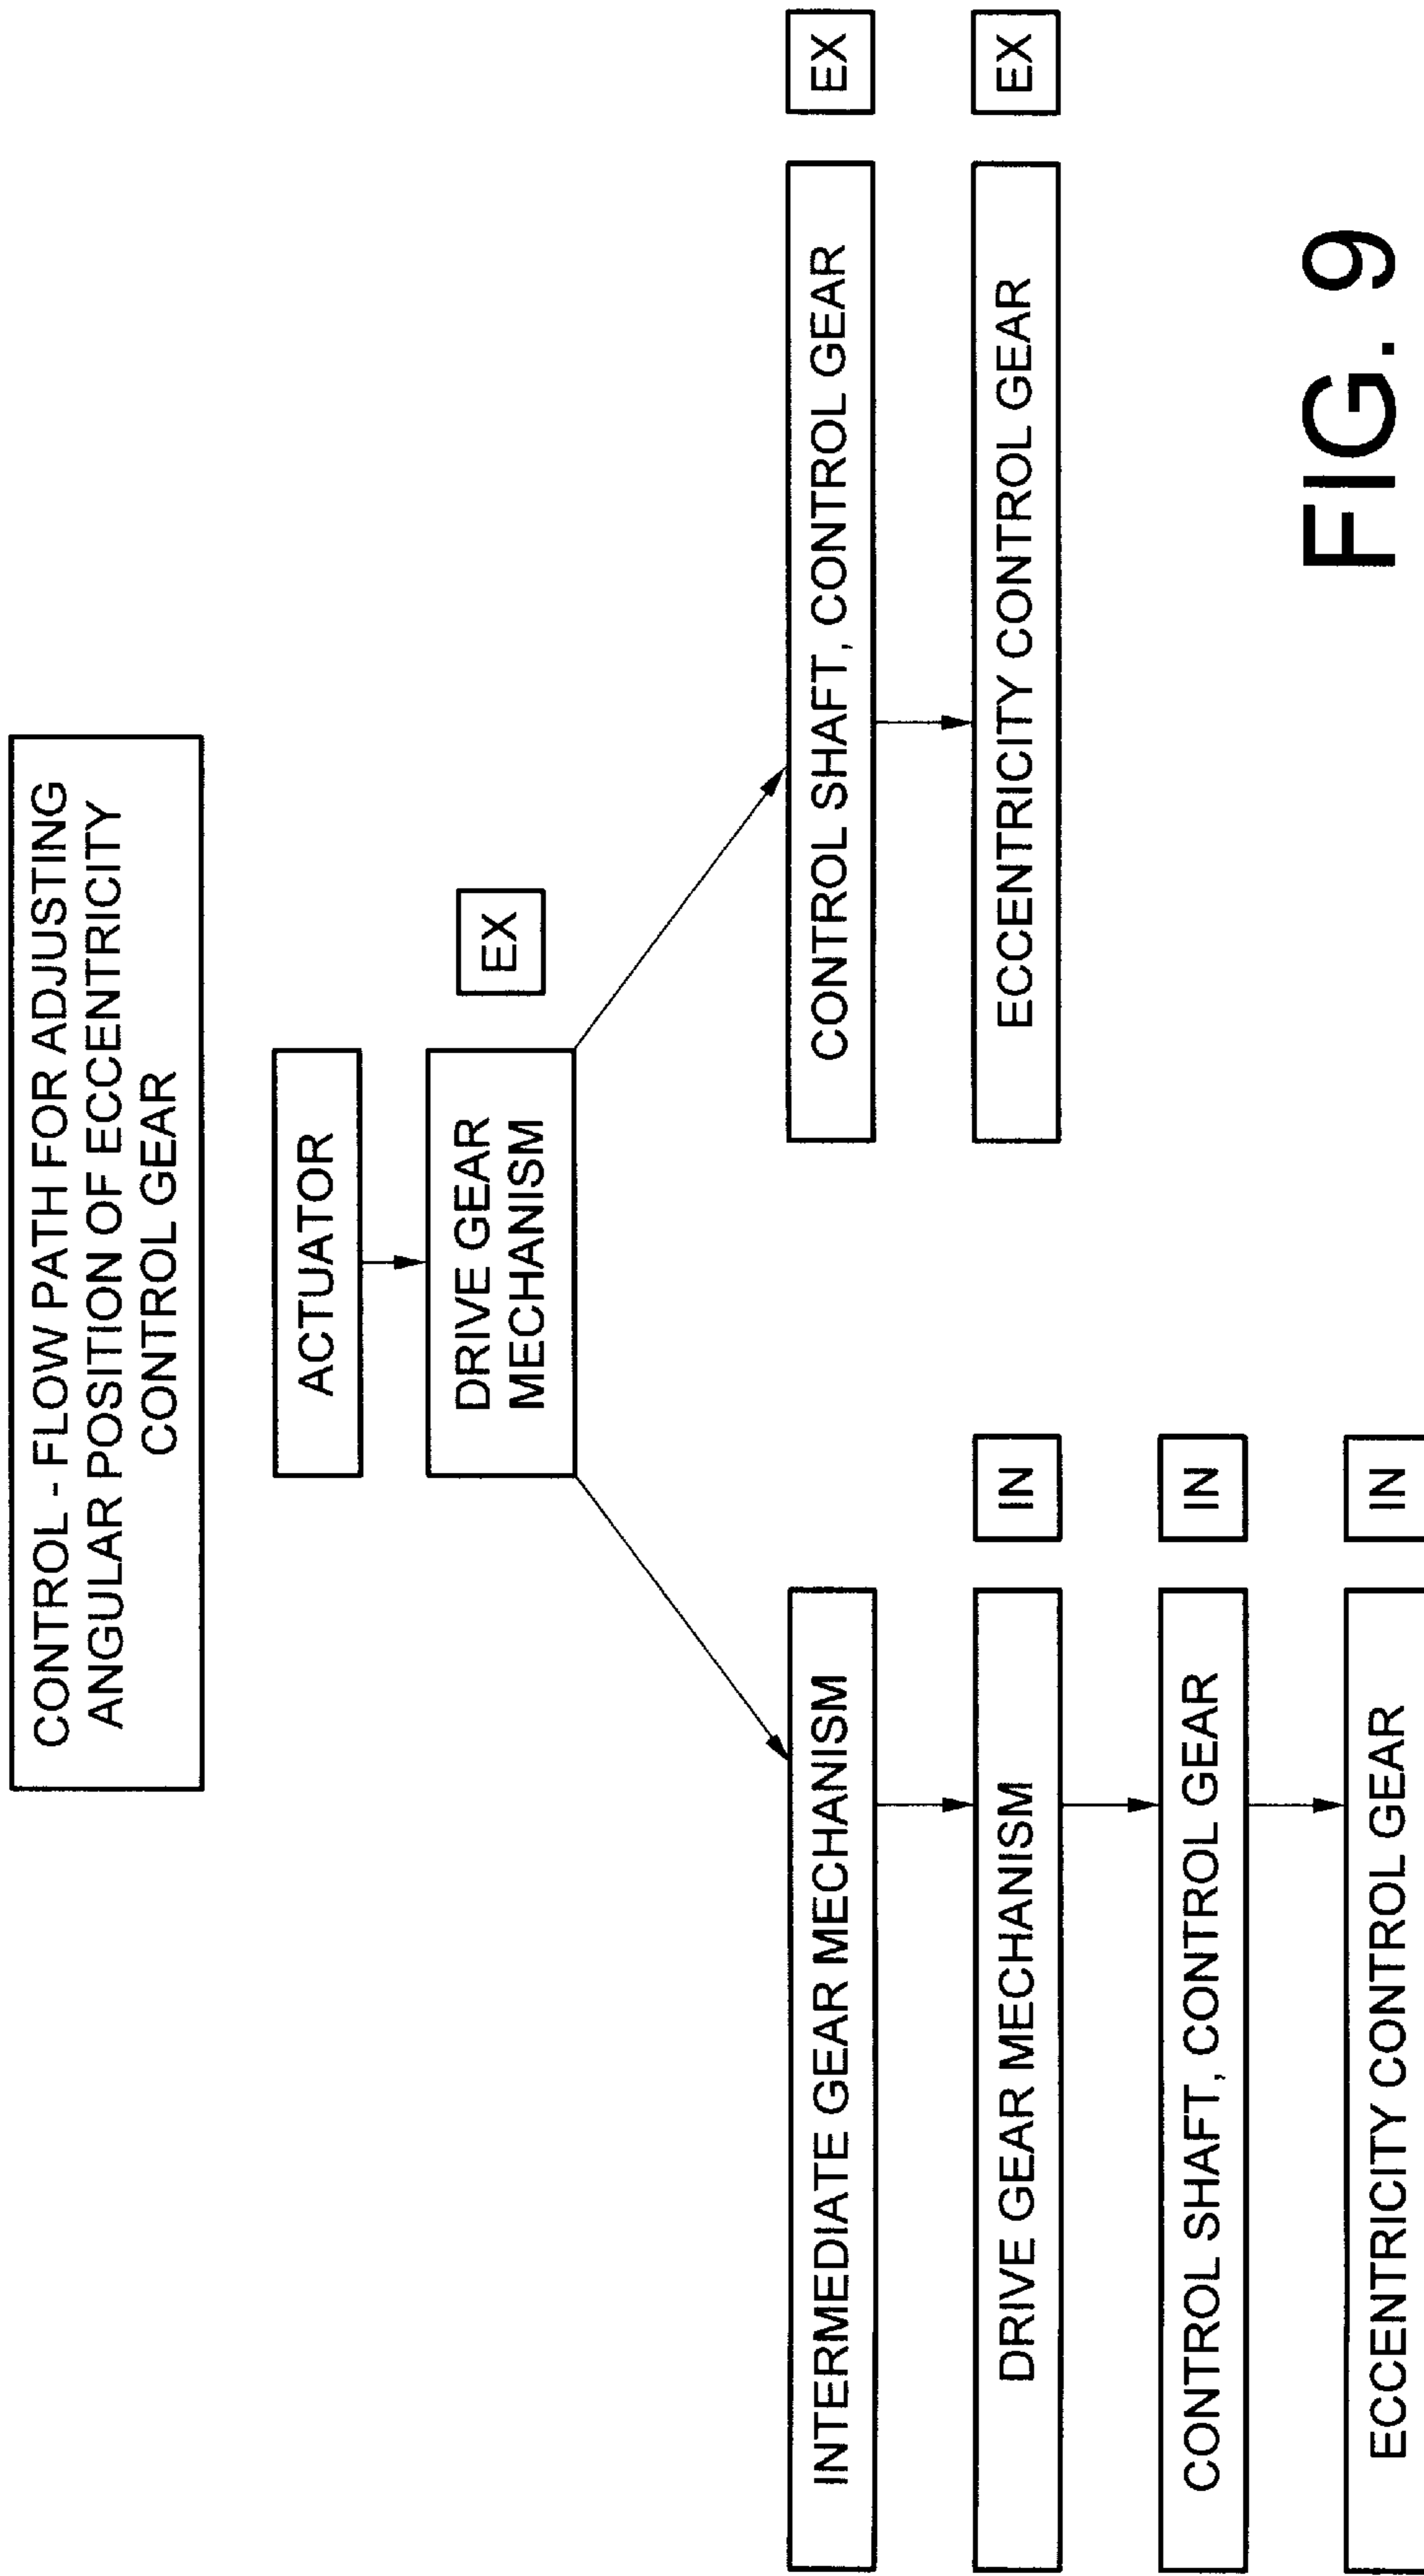 CONTROL - FLOW PATH FOR ADJUSTING
ANGULAR POSITION OF ECCENTRICITY
CONTROL GEAR
ACTUATOR
DRIVE GEAR
MECHANISM
EX
INTERMEDIATE GEAR MECHANISM
DRIVE GEAR MECHANISM
IN
CONTROL SHAFT, CONTROL GEAR
IN
ECCENTRICITY CONTROL GEAR
IN
CONTROL SHAFT, CONTROL GEAR
EX
ECCENTRICITY CONTROL GEAR
EX
FIG. 9